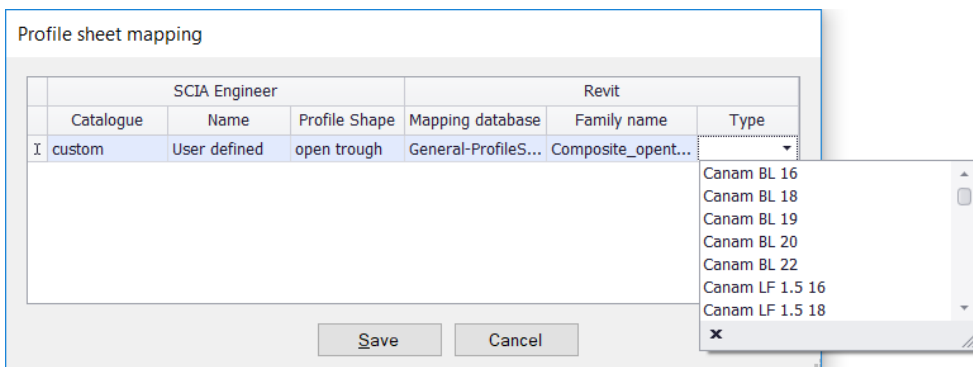 Profile sheet mapping
SCIA Engineer Revit
Catalogue Name Profile Shape Mapping database Family name Type
custom User defined open trough General-ProfileS... Composite_opent...
Canam BL 16
Canam BL 18
Canam BL 19
Canam BL 20
Canam BL 22
Canam LF 1.5 16
Canam LF 1.5 18
Save Cancel